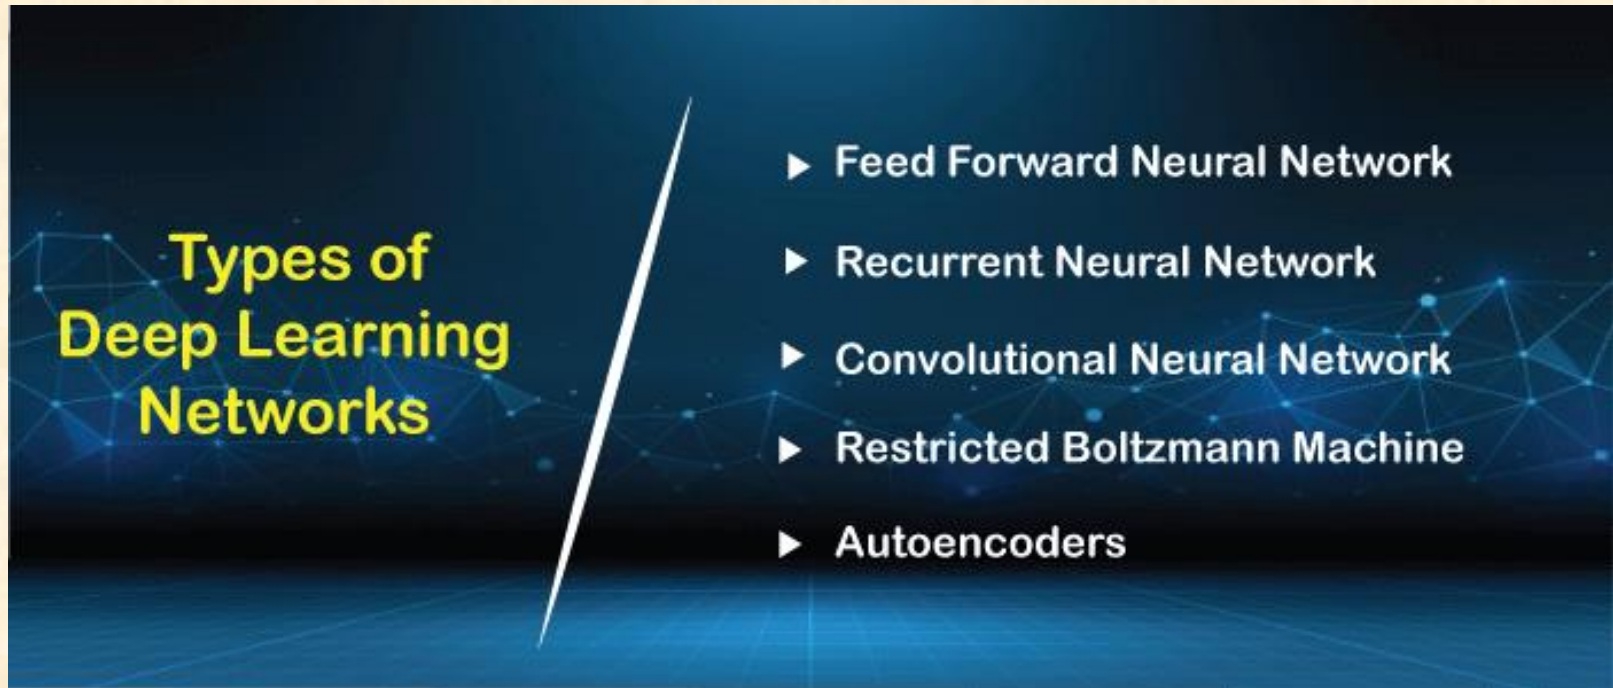 Types of
Deep Learning
Networks
Feed Forward Neural Network
Recurrent Neural Network
Convolutional Neural Network
Restricted Boltzmann Machine
Autoencoders